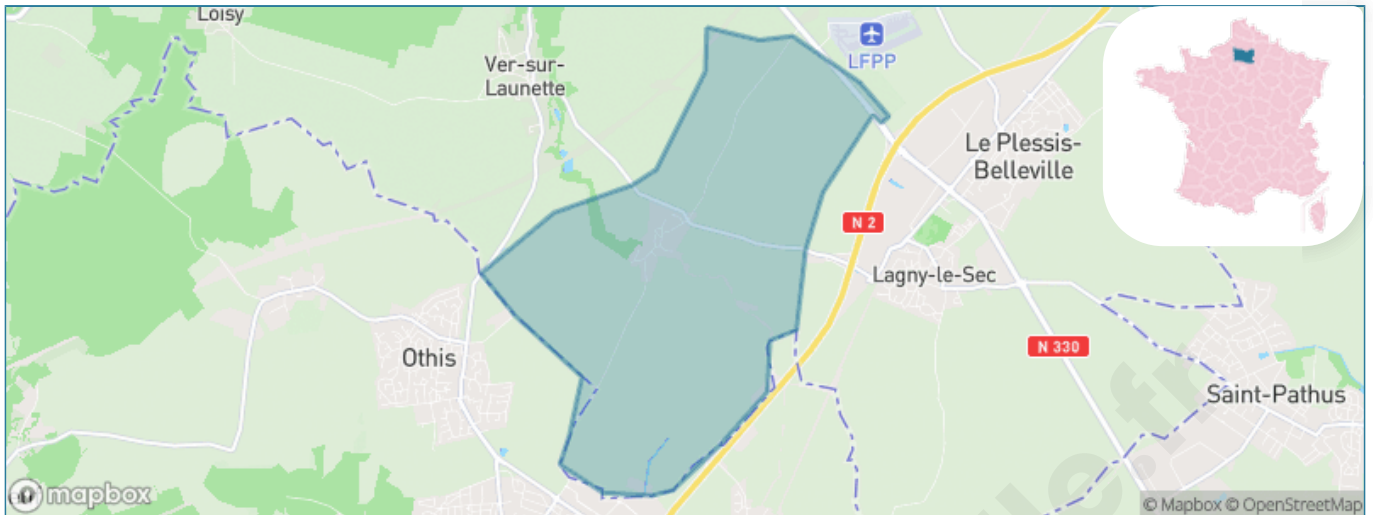 Loisy
Ver-sur-
Launette
LFPP
Le Plessis-
Belleville
N 2
Lagny-le-Sec
Othis
N 330
Saint-Pathus
mapbox
© Mapbox © OpenStreetMap